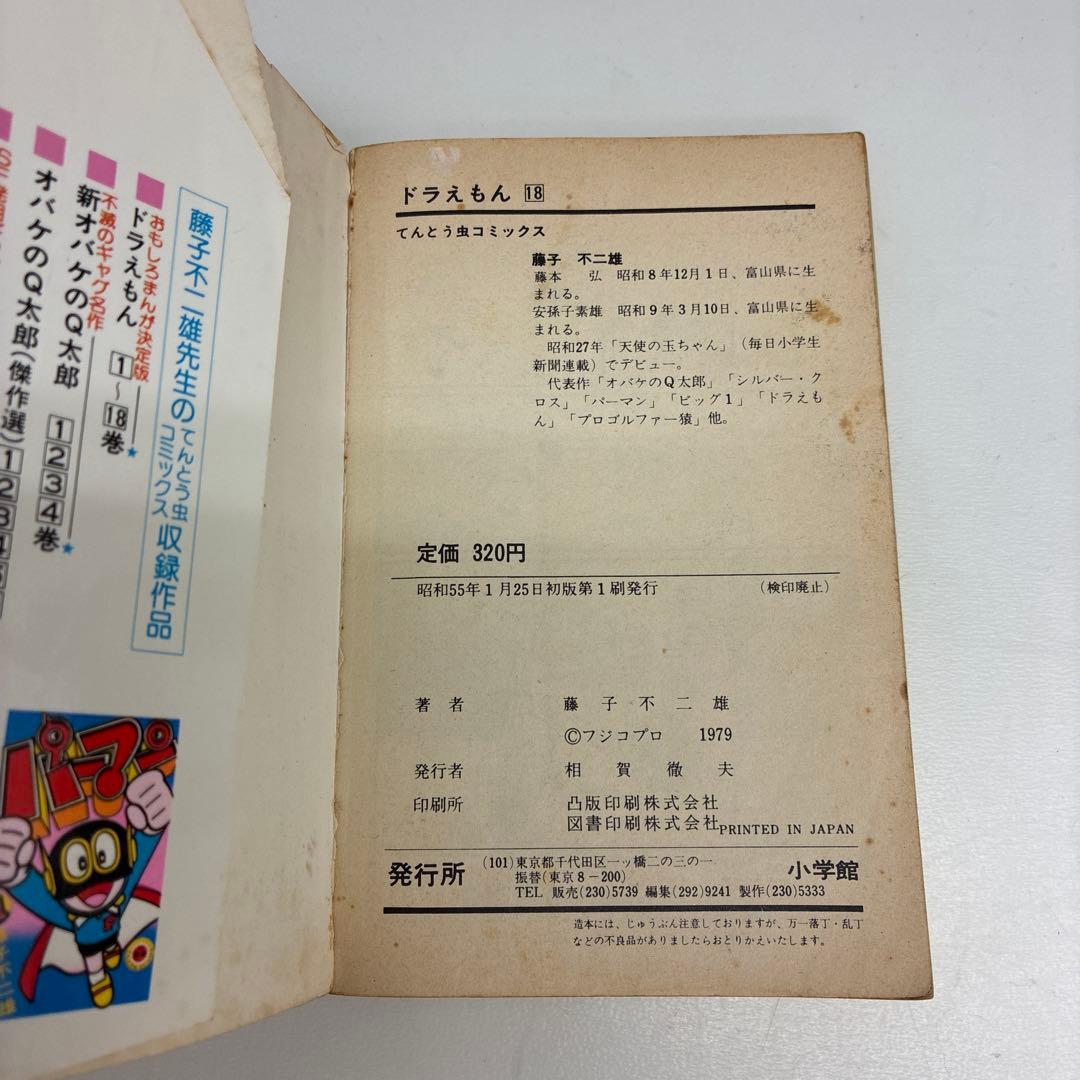 ドラえもん 18
てんとう虫コミックス
藤子 不二雄
藤本 弘 昭和8年12月1日、富山県に生
まれる。
安孫子素雄 昭和9年3月10日、富山県に生
まれる。
昭和27年「天使の玉ちゃん」(毎日小学生
新聞連載)でデビュー。
代表作「オバケのQ太郎」「シルバー・ク
ロス」「パーマン」「ビッグ1」「ドラえも
ん」「プロゴルファー猿」他。
定価 320円
昭和55年1月25日初版第1刷発行 (検印廃止)
著者 藤子不二雄
©フジコプロ 1979
発行者 相賀徹夫
印刷所 凸版印刷株式会社
図書印刷株式会社 PRINTED IN JAPAN
発行所 (101)東京都千代田区一ッ橋二の三の一 小学館
振替(東京8-200)
TEL 販売(230)5739 編集(292)9241 製作(230)5333
造本には、じゅうぶん注意しておりますが、万一落丁・乱丁
などの不良品がありましたらおとりかえいたします。
藤子不二雄先生のてんとう虫コミックス収録作品
おもしろまんが決定版
ドラえもん 1~18巻★
不滅のギャグ名作
新オバケのQ太郎 1234巻★
オバケのQ太郎(傑作選)1234
パーマン
子不二雄